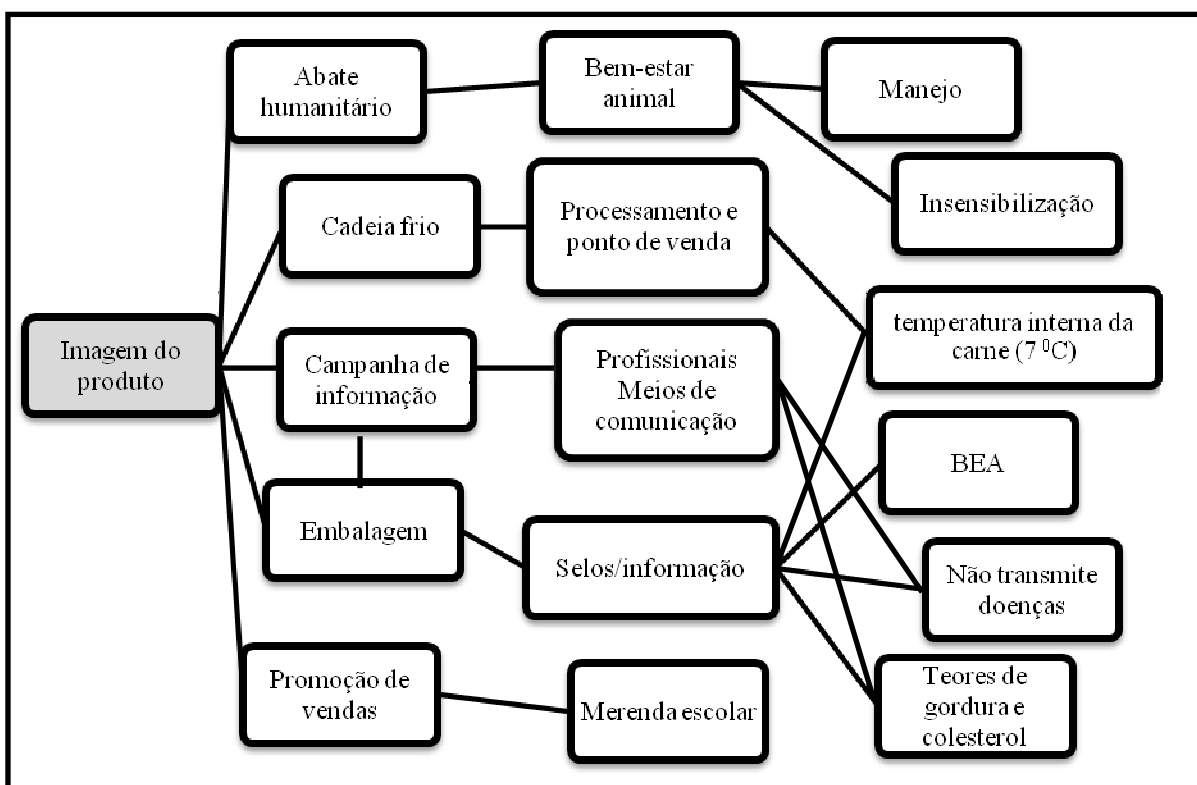 Abate
humanitário
Bem-estar
animal
Manejo
Insensibilização
Cadeia frio
Processamento e
ponto de venda
temperatura interna da
carne (7 ⁰C)
Imagem do
produto
Campanha de
informação
Profissionais
Meios de
comunicação
BEA
Embalagem
Selos/informação
Não transmite
doenças
Promoção de
vendas
Merenda escolar
Teores de
gordura e
colesterol